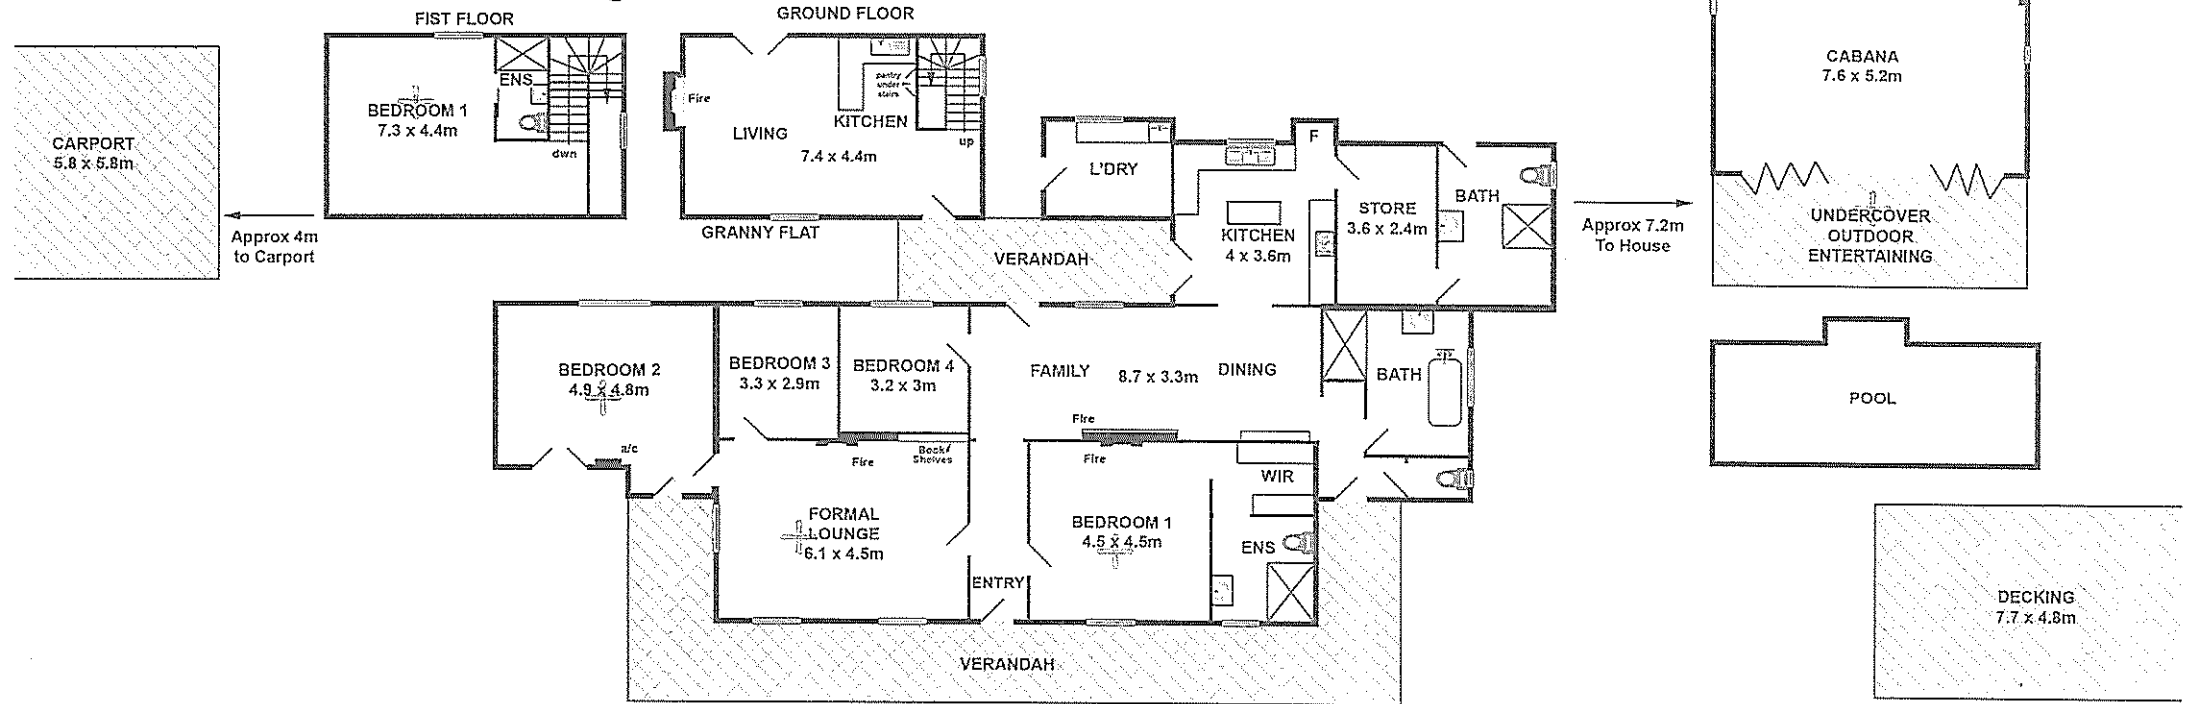 FIST FLOOR
BEDROOM 1
7.3 x 4.4m
ENS
dwn
CARPORT
5.8 x 5.8m
Approx 4m
to Carport
GROUND FLOOR
Fire
LIVING
KITCHEN
7.4 x 4.4m
pantry
under
stairs
up
GRANNY FLAT
VERANDAH
L'DRY
F
KITCHEN
4 x 3.6m
STORE
3.6 x 2.4m
BATH
Approx 7.2m
To House
CABANA
7.6 x 5.2m
UNDERCOVER
OUTDOOR
ENTERTAINING
POOL
DECKING
7.7 x 4.8m
BEDROOM 2
4.9 x 4.8m
a/c
BEDROOM 3
3.3 x 2.9m
BEDROOM 4
3.2 x 3m
FAMILY
8.7 x 3.3m
DINING
Fire
BATH
Fire
Book/
Shelves
FORMAL
LOUNGE
6.1 x 4.5m
Fire
BEDROOM 1
4.5 x 4.5m
WIR
ENS
ENTRY
VERANDAH